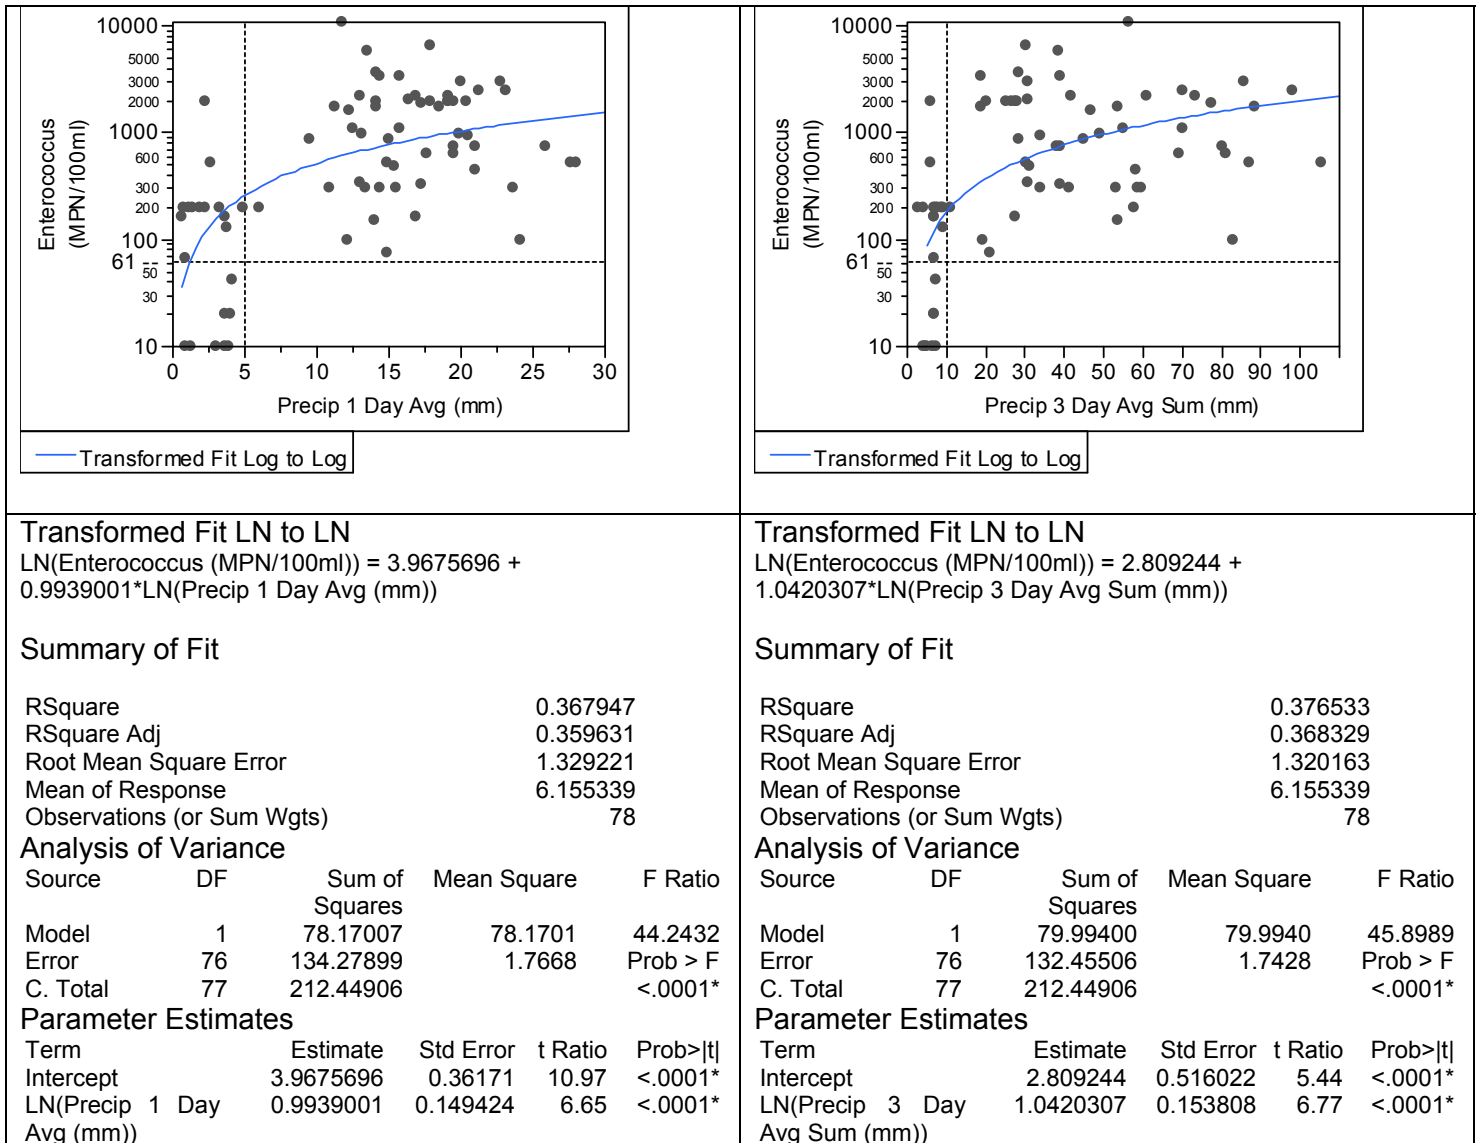 10000
5000
3000
2000
1000
600
300
200
100
61
50
30
10
Enterococcus
(MPN/100ml)
0 5 10 15 20 25 30
Precip 1 Day Avg (mm)
Transformed Fit Log to Log
10000
5000
3000
2000
1000
600
300
200
100
61
50
30
10
Enterococcus
(MPN/100ml)
0 10 20 30 40 50 60 70 80 90 100
Precip 3 Day Avg Sum (mm)
Transformed Fit Log to Log
Transformed Fit LN to LN
LN(Enterococcus (MPN/100ml)) = 3.9675696 +
0.9939001*LN(Precip 1 Day Avg (mm))
Summary of Fit
RSquare 0.367947
RSquare Adj 0.359631
Root Mean Square Error 1.329221
Mean of Response 6.155339
Observations (or Sum Wgts) 78
Analysis of Variance
Source DF Sum of Mean Square F Ratio
Squares
Model 1 78.17007 78.1701 44.2432
Error 76 134.27899 1.7668 Prob > F
C. Total 77 212.44906 <.0001*
Parameter Estimates
Term Estimate Std Error t Ratio Prob>|t|
Intercept 3.9675696 0.36171 10.97 <.0001*
LN(Precip 1 Day 0.9939001 0.149424 6.65 <.0001*
Avg (mm))
Transformed Fit LN to LN
LN(Enterococcus (MPN/100ml)) = 2.809244 +
1.0420307*LN(Precip 3 Day Avg Sum (mm))
Summary of Fit
RSquare 0.376533
RSquare Adj 0.368329
Root Mean Square Error 1.320163
Mean of Response 6.155339
Observations (or Sum Wgts) 78
Analysis of Variance
Source DF Sum of Mean Square F Ratio
Squares
Model 1 79.99400 79.9940 45.8989
Error 76 132.45506 1.7428 Prob > F
C. Total 77 212.44906 <.0001*
Parameter Estimates
Term Estimate Std Error t Ratio Prob>|t|
Intercept 2.809244 0.516022 5.44 <.0001*
LN(Precip 3 Day 1.0420307 0.153808 6.77 <.0001*
Avg Sum (mm))